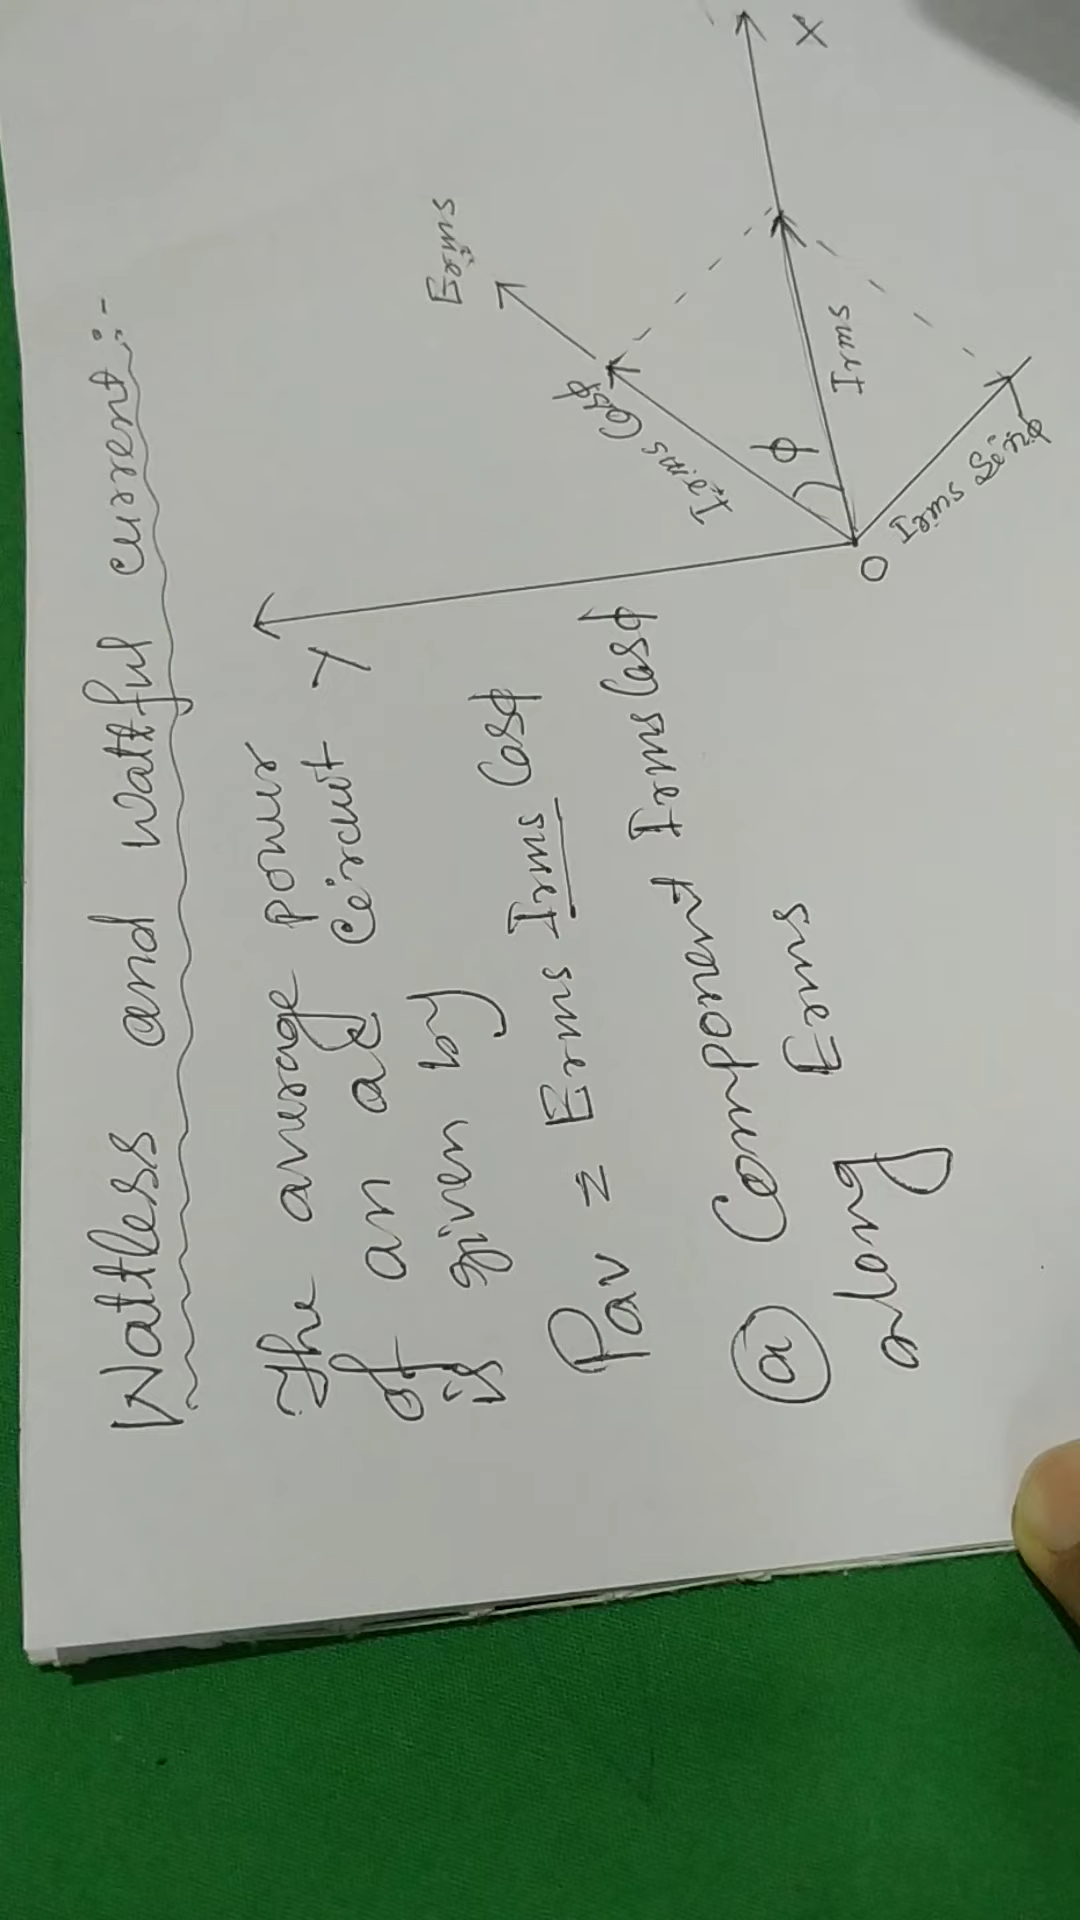 Wattless and wattful current :-
The average power
of an ac circuit
is given by
Pav = Erms Irms Cosϕ
(a) Component Irms Cosϕ
along Erms
Y
Erms
Irms Cosϕ
ϕ
Irms
X
O
Irms Sinϕ